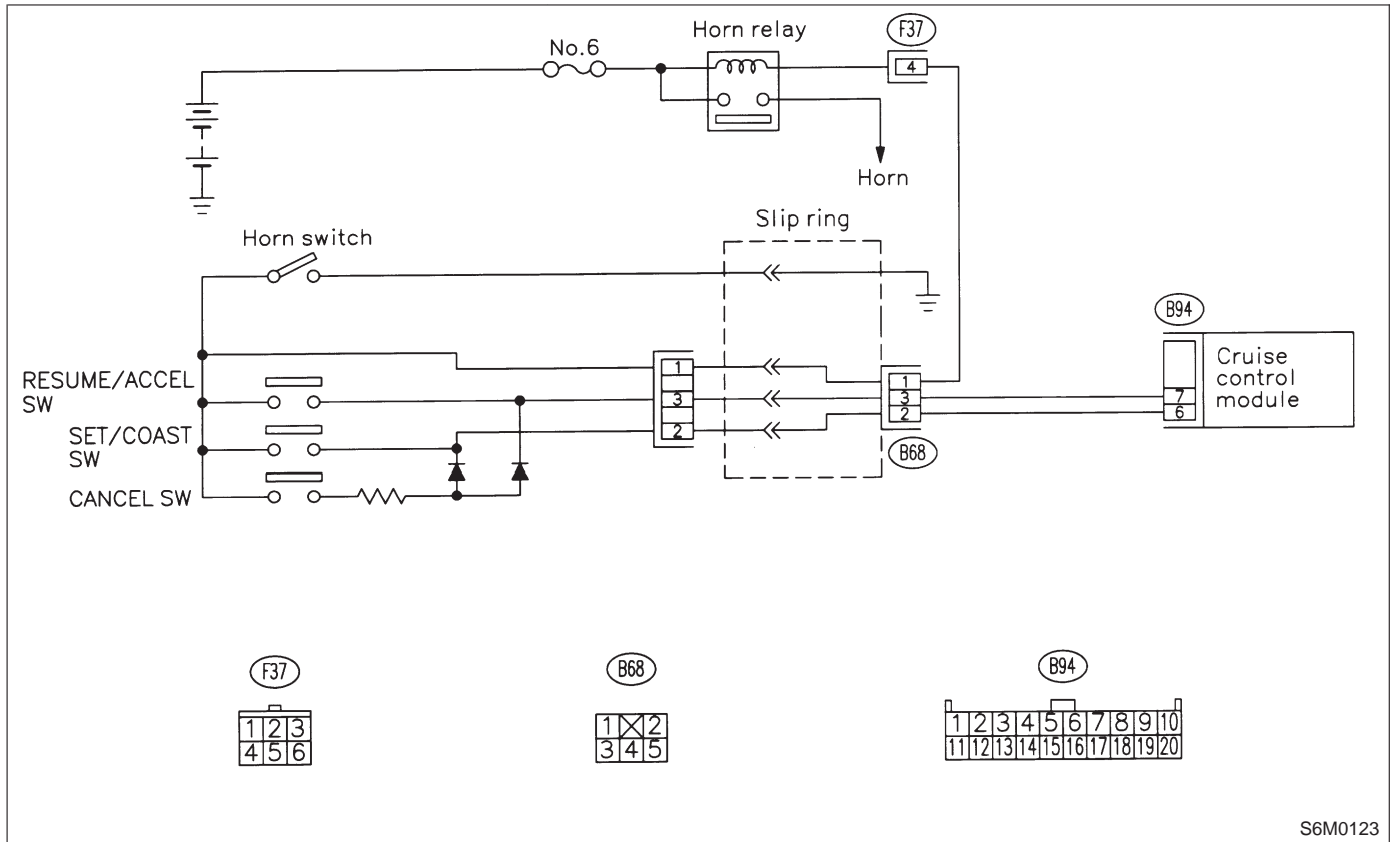 Horn relay
F37
No.6
4
Horn
Slip ring
Horn switch
B94
RESUME/ACCEL
SW
1
1
Cruise
control
module
3
3
7
2
6
SET/COAST
SW
2
B68
CANCEL SW
F37
B68
B94
1 2 3
4 5 6
1 2
3 4 5
1 2 3 4 5 6 7 8 9 10
11 12 13 14 15 16 17 18 19 20
S6M0123